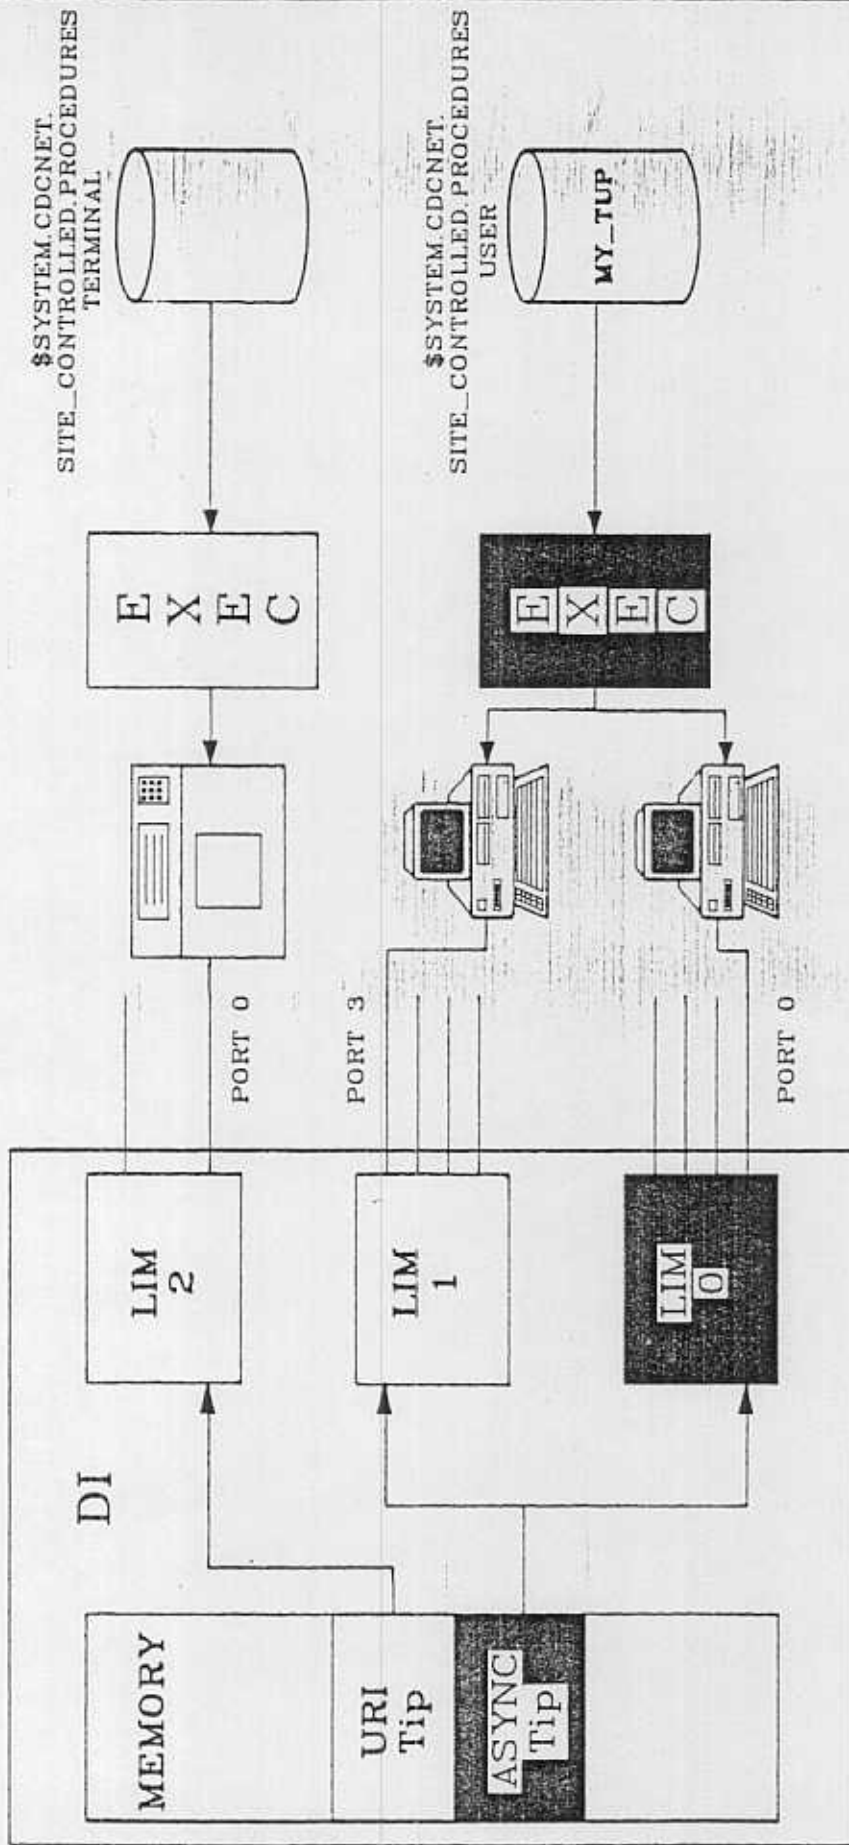 $SYSTEM.CDCNET.
SITE_CONTROLLED.PROCEDURES
TERMINAL
$SYSTEM.CDCNET.
SITE_CONTROLLED.PROCEDURES
USER
MY_TUP
E
X
E
C
E
X
E
C
PORT 0
PORT 3
PORT 0
DI
LIM
2
LIM
1
LIM
0
MEMORY
URI
Tip
ASYNC
Tip